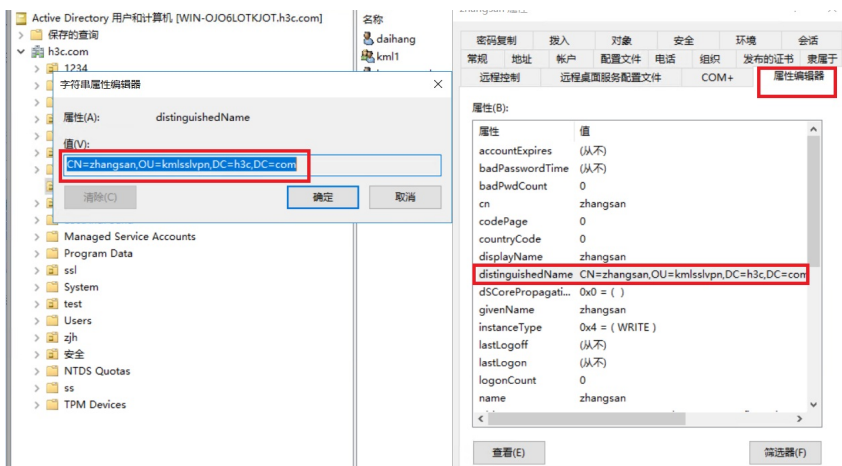 Active Directory 用户和计算机 [WIN-OJO6LOTKJOT.h3c.com]
保存的查询
h3c.com
1234
名称
daihang
kml1
字符串属性编辑器
属性(A): distinguishedName
值(V):
CN=zhangsan,OU=kmlsslvpn,DC=h3c,DC=com
清除(C) 确定 取消
Managed Service Accounts
Program Data
ssl
System
test
Users
zjh
安全
NTDS Quotas
ss
TPM Devices
zhangsan 属性
密码复制 拨入 对象 安全 环境 会话
常规 地址 帐户 配置文件 电话 组织 发布的证书 隶属于
远程控制 远程桌面服务配置文件 COM+ 属性编辑器
属性(B):
属性 值
accountExpires (从不)
badPasswordTime (从不)
badPwdCount 0
cn zhangsan
codePage 0
countryCode 0
displayName zhangsan
distinguishedName CN=zhangsan,OU=kmlsslvpn,DC=h3c,DC=com
dSCorePropagati... 0x0 = ( )
givenName zhangsan
instanceType 0x4 = ( WRITE )
lastLogoff (从不)
lastLogon (从不)
logonCount 0
name zhangsan
查看(E) 筛选器(F)